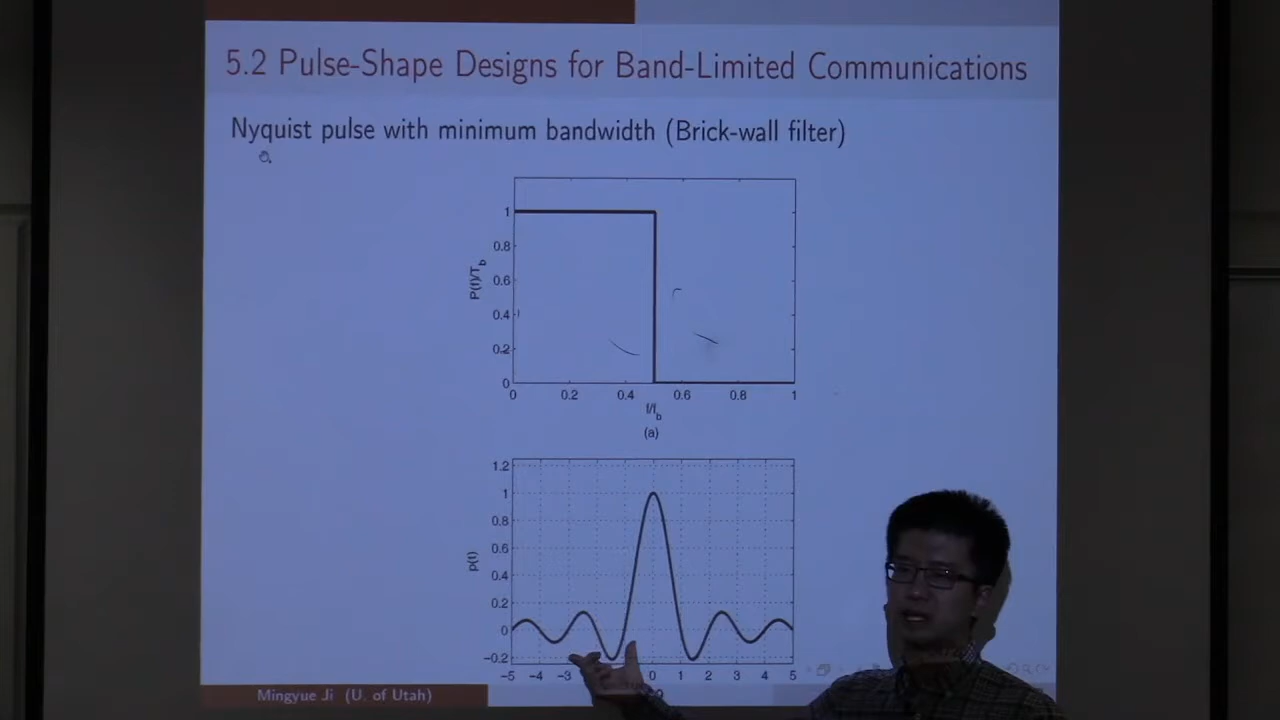 5.2 Pulse-Shape Designs for Band-Limited Communications
Nyquist pulse with minimum bandwidth (Brick-wall filter)
1
0.8
0.6
0.4
0.2
0
P(f)/T_b
0 0.2 0.4 0.6 0.8 1
f/f_b
(a)
1.2
1
0.8
0.6
0.4
0.2
0
−0.2
p(t)
-5 -4 -3 0 1 2 3 4 5
Mingyue Ji (U. of Utah)